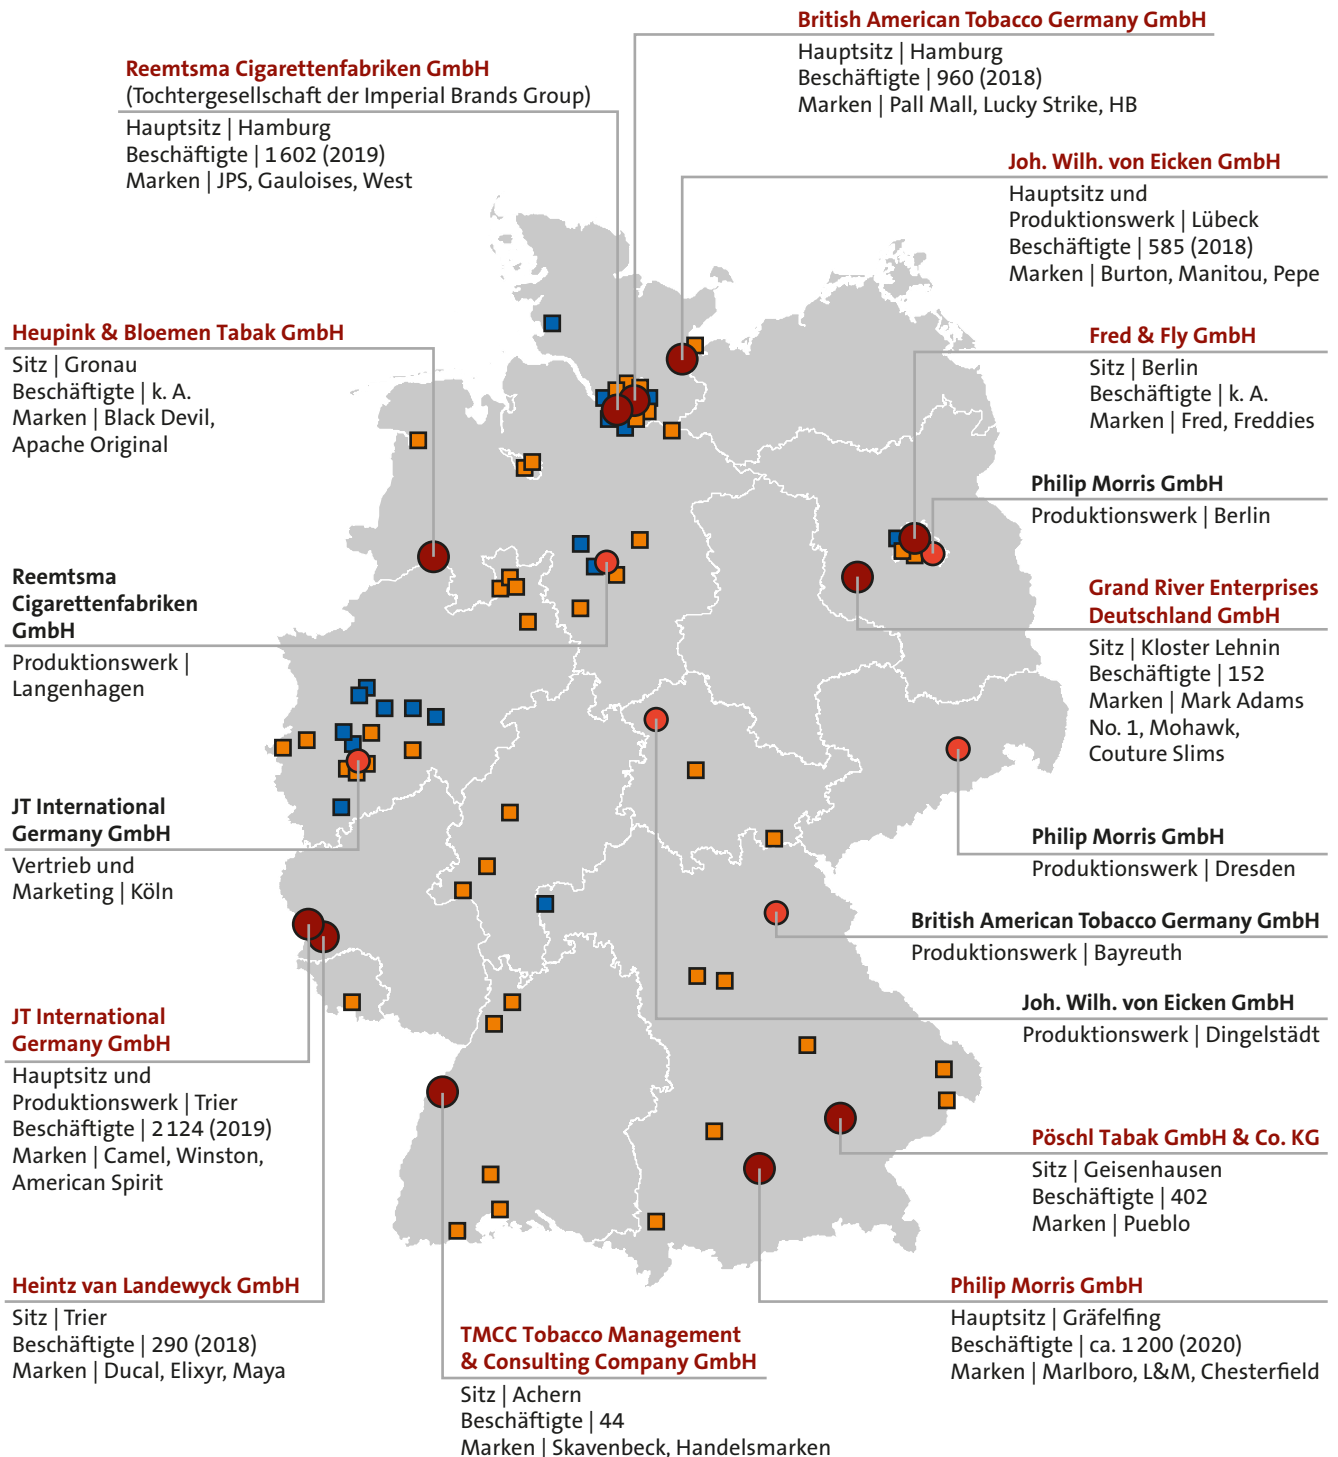 British American Tobacco Germany GmbH
Hauptsitz | Hamburg
Beschäftigte | 960 (2018)
Marken | Pall Mall, Lucky Strike, HB
Reemtsma Cigarettenfabriken GmbH
(Tochtergesellschaft der Imperial Brands Group)
Hauptsitz | Hamburg
Beschäftigte | 1602 (2019)
Marken | JPS, Gauloises, West
Joh. Wilh. von Eicken GmbH
Hauptsitz und
Produktionswerk | Lübeck
Beschäftigte | 585 (2018)
Marken | Burton, Manitou, Pepe
Heupink & Bloemen Tabak GmbH
Sitz | Gronau
Beschäftigte | k. A.
Marken | Black Devil,
Apache Original
Fred & Fly GmbH
Sitz | Berlin
Beschäftigte | k. A.
Marken | Fred, Freddies
Philip Morris GmbH
Produktionswerk | Berlin
Reemtsma
Cigarettenfabriken
GmbH
Produktionswerk |
Langenhagen
Grand River Enterprises
Deutschland GmbH
Sitz | Kloster Lehnin
Beschäftigte | 152
Marken | Mark Adams
No. 1, Mohawk,
Couture Slims
JT International
Germany GmbH
Vertrieb und
Marketing | Köln
Philip Morris GmbH
Produktionswerk | Dresden
British American Tobacco Germany GmbH
Produktionswerk | Bayreuth
Joh. Wilh. von Eicken GmbH
Produktionswerk | Dingelstädt
JT International
Germany GmbH
Hauptsitz und
Produktionswerk | Trier
Beschäftigte | 2124 (2019)
Marken | Camel, Winston,
American Spirit
Pöschl Tabak GmbH & Co. KG
Sitz | Geisenhausen
Beschäftigte | 402
Marken | Pueblo
Heintz van Landewyck GmbH
Sitz | Trier
Beschäftigte | 290 (2018)
Marken | Ducal, Elixyr, Maya
TMCC Tobacco Management
& Consulting Company GmbH
Sitz | Achern
Beschäftigte | 44
Marken | Skavenbeck, Handelsmarken
Philip Morris GmbH
Hauptsitz | Gräfelfing
Beschäftigte | ca. 1200 (2020)
Marken | Marlboro, L&M, Chesterfield